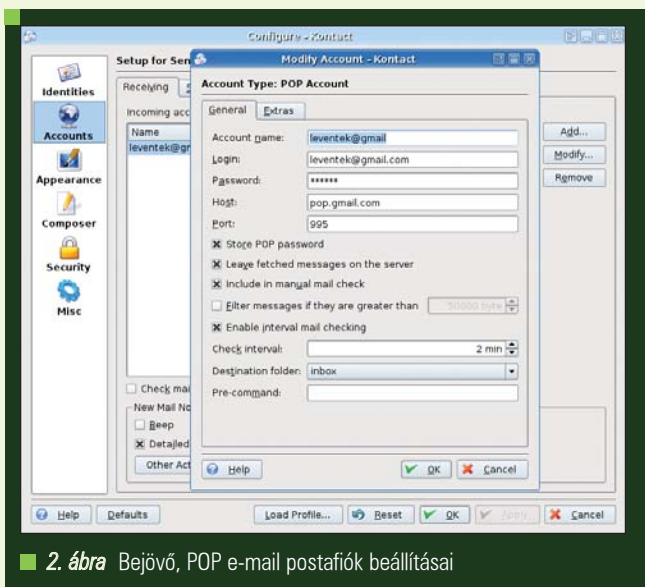 Configure - Kontact
Identities
Accounts
Appearance
Composer
Security
Misc
Setup for Sen
Receiving
Incoming acc
Name
leventek@gr
Add...
Modify...
Remove
Check mai
New Mail No
Beep
Detailed
Other Act
Modify Account - Kontact
Account Type: POP Account
General
Extras
Account name:
leventek@gmail
Login:
leventek@gmail.com
Password:
******
Host:
pop.gmail.com
Port:
995
Store POP password
Leave fetched messages on the server
Include in manual mail check
Filter messages if they are greater than
50000 byte
Enable interval mail checking
Check interval:
2 min
Destination folder:
inbox
Pre-command:
Help
OK
Cancel
Help
Defaults
Load Profile...
Reset
OK
Apply
Cancel
2. ábra Bejövő, POP e-mail postafiók beállításai